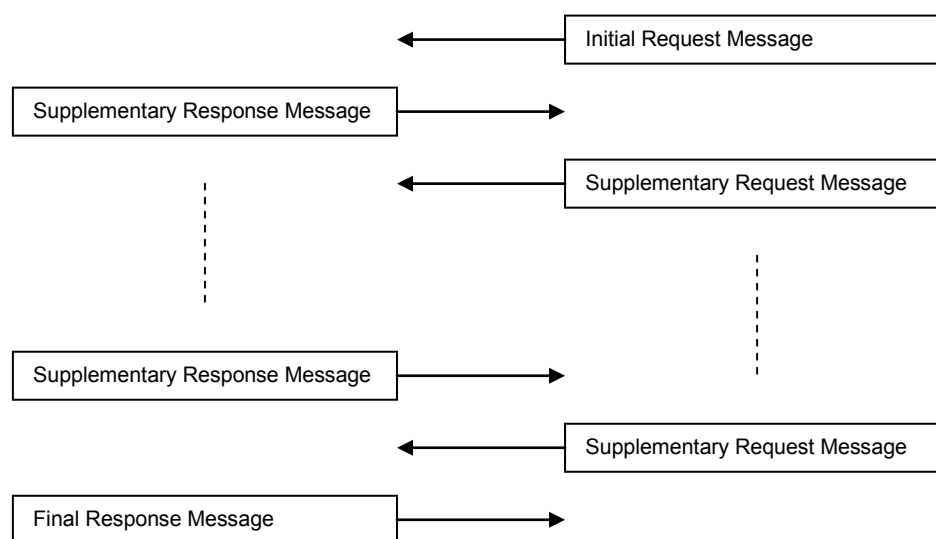 Initial Request Message
Supplementary Response Message
Supplementary Request Message
Supplementary Response Message
Supplementary Request Message
Final Response Message